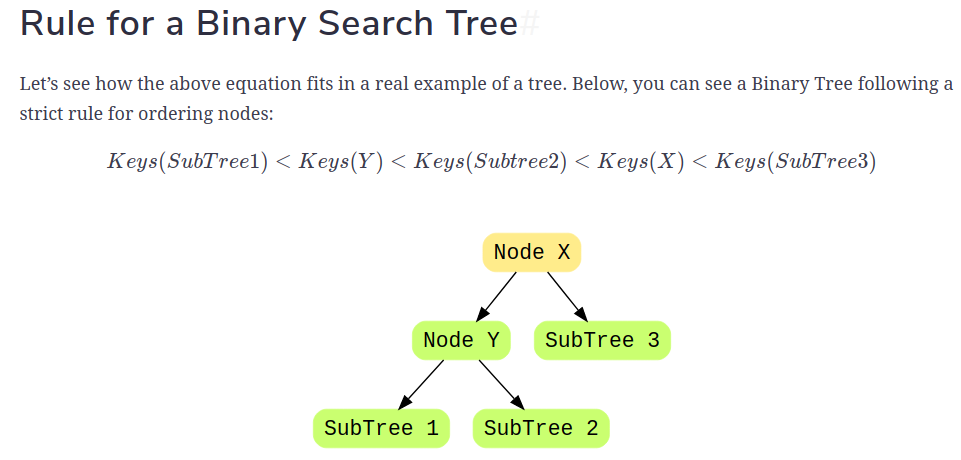 Rule for a Binary Search Tree#
Let’s see how the above equation fits in a real example of a tree. Below, you can see a Binary Tree following a
strict rule for ordering nodes:
Keys(SubTree1) < Keys(Y) < Keys(Subtree2) < Keys(X) < Keys(SubTree3)
Node X
Node Y
SubTree 3
SubTree 1
SubTree 2